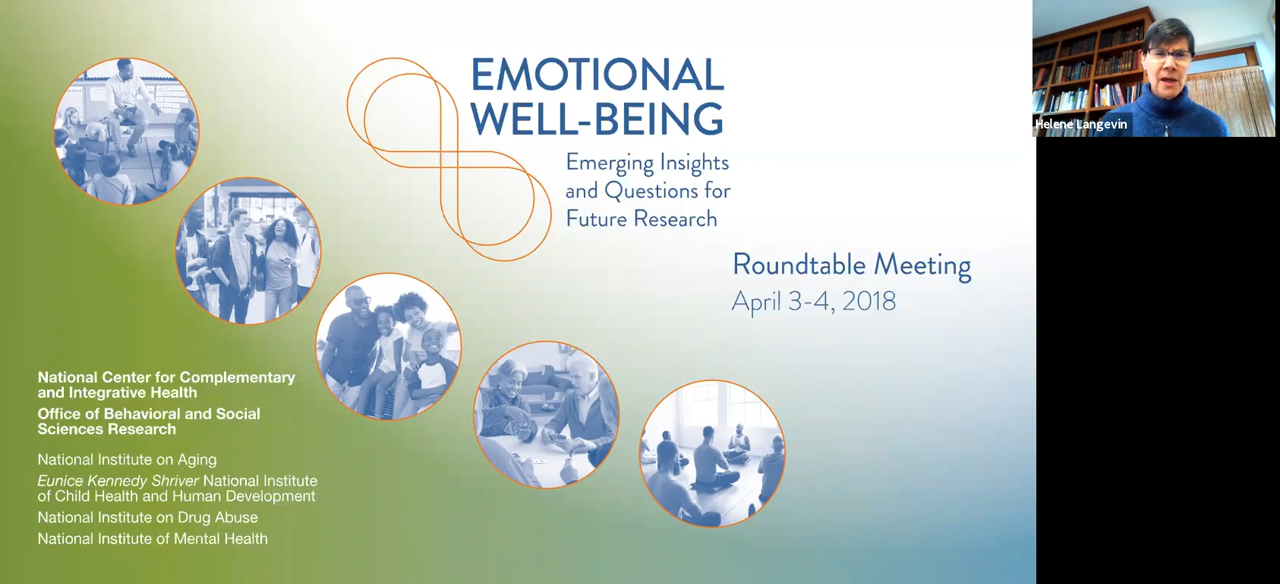 EMOTIONAL
WELL-BEING
Emerging Insights
and Questions for
Future Research
Roundtable Meeting
April 3-4, 2018
National Center for Complementary
and Integrative Health
Office of Behavioral and Social
Sciences Research
National Institute on Aging
Eunice Kennedy Shriver National Institute
of Child Health and Human Development
National Institute on Drug Abuse
National Institute of Mental Health
Helene Langevin